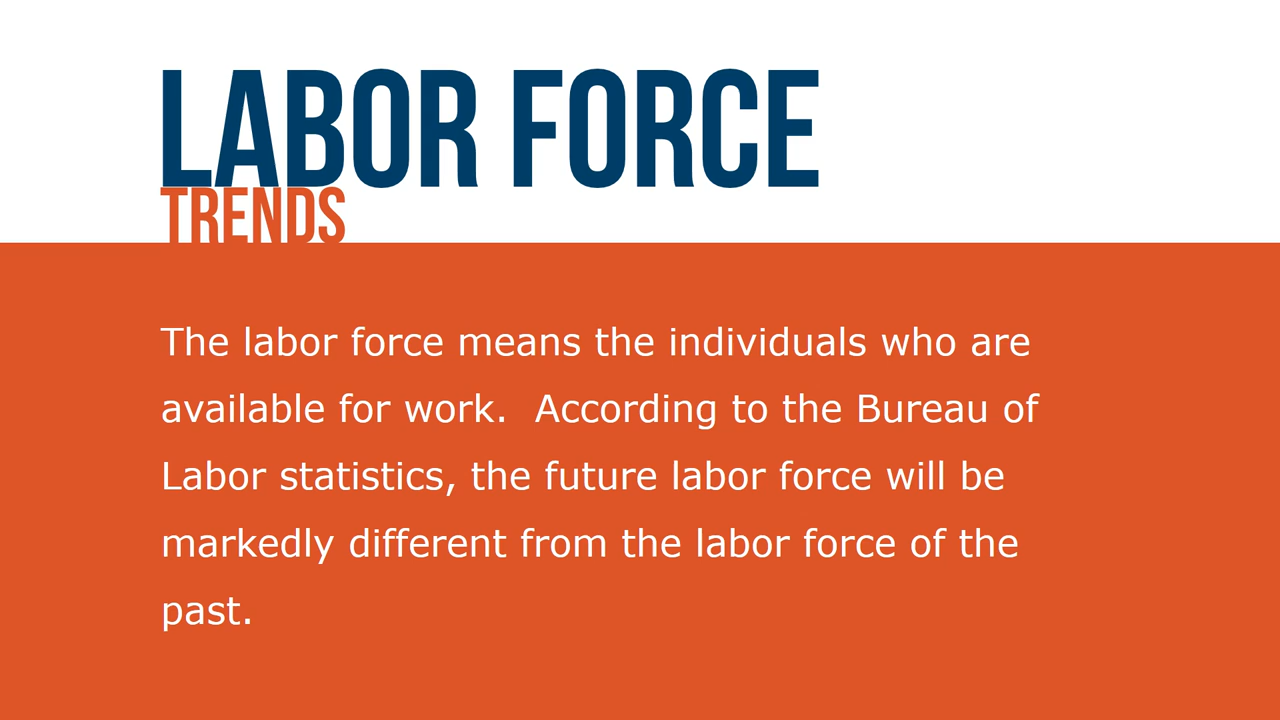 LABOR FORCE
TRENDS
The labor force means the individuals who are
available for work.  According to the Bureau of
Labor statistics, the future labor force will be
markedly different from the labor force of the
past.